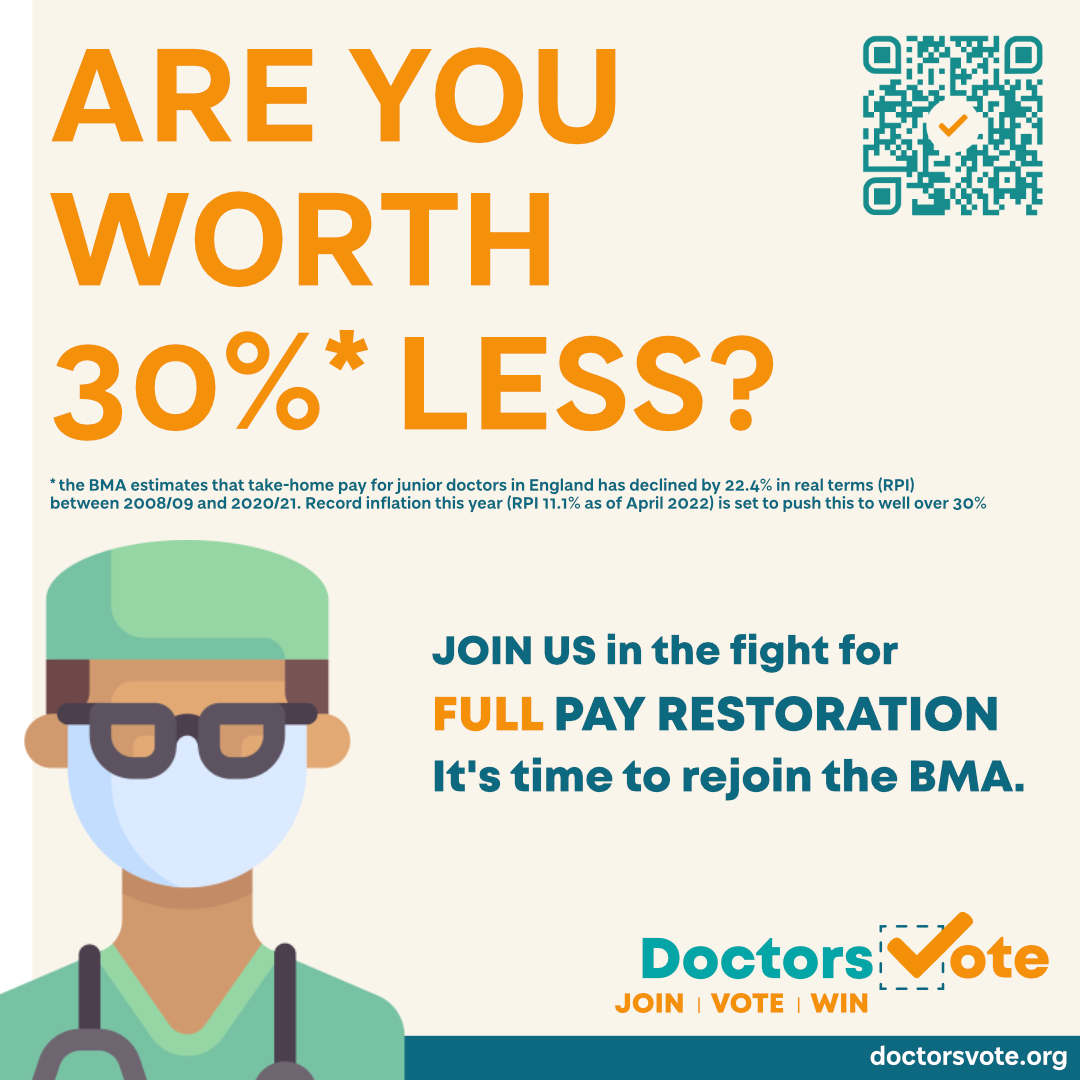 ARE YOU
WORTH
30%* LESS?
* the BMA estimates that take-home pay for junior doctors in England has declined by 22.4% in real terms (RPI)
between 2008/09 and 2020/21. Record inflation this year (RPI 11.1% as of April 2022) is set to push this to well over 30%
JOIN US in the fight for
FULL PAY RESTORATION
It's time to rejoin the BMA.
Doctors Vote
JOIN | VOTE | WIN
doctorsvote.org